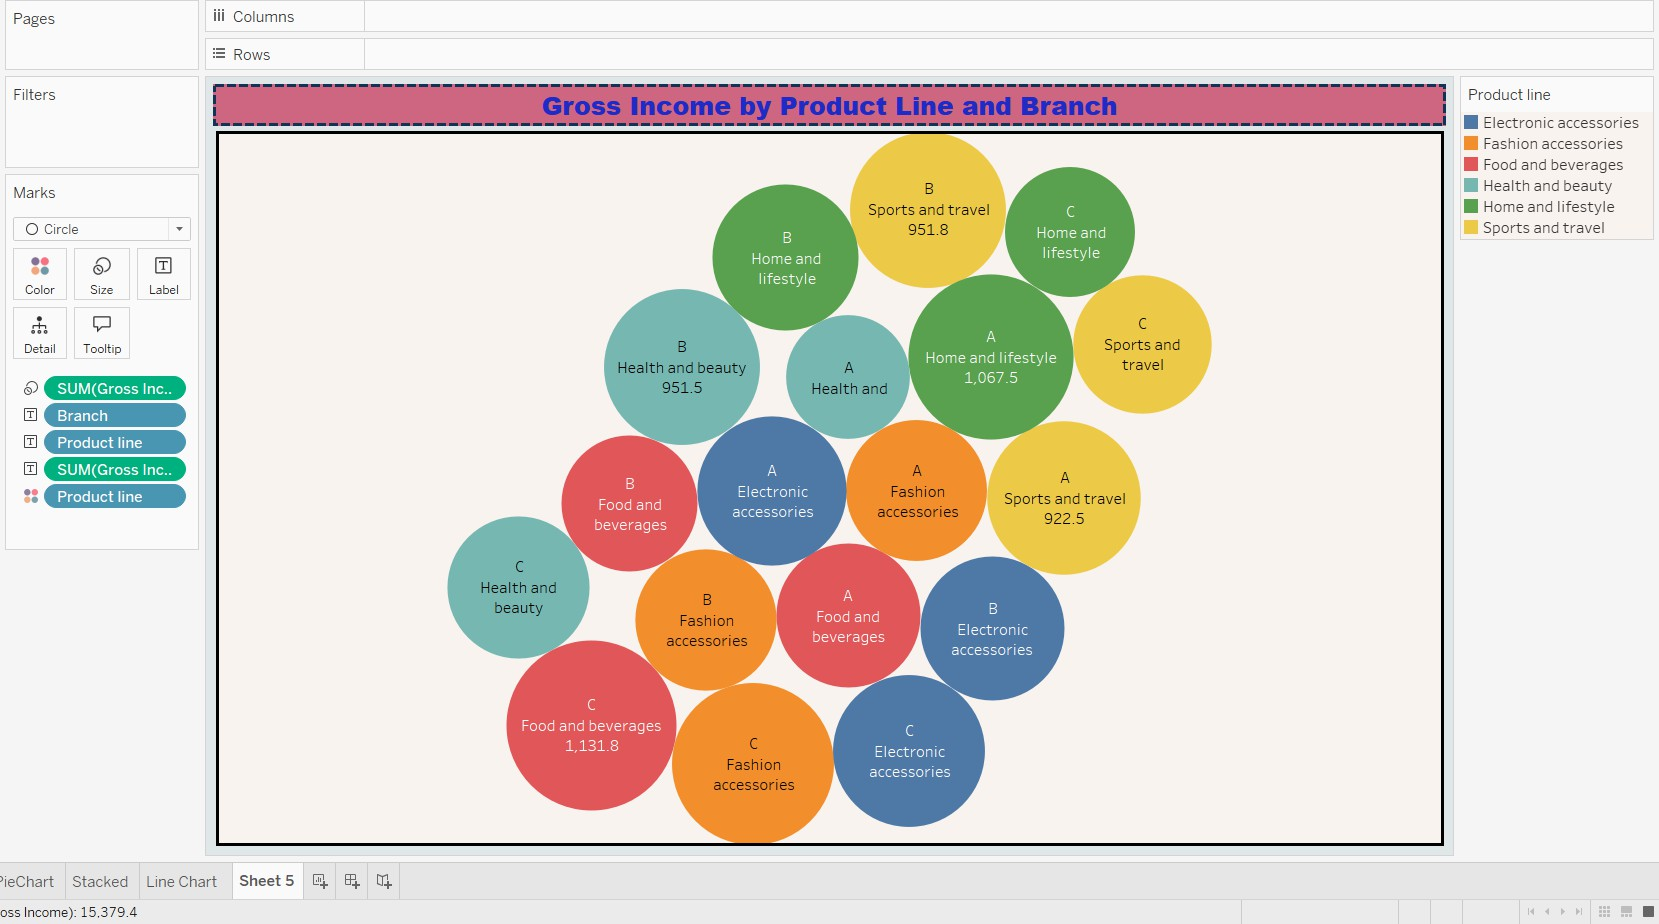 Pages
Columns
Rows
Filters
Marks
Circle
Color
Size
Label
Detail
Tooltip
SUM(Gross Inc..
Branch
Product line
SUM(Gross Inc..
Product line
Gross Income by Product Line and Branch
B
Sports and travel
951.8
C
Home and
lifestyle
B
Home and
lifestyle
A
Home and lifestyle
1,067.5
C
Sports and
travel
B
Health and beauty
951.5
A
Health and
B
Food and
beverages
A
Electronic
accessories
A
Fashion
accessories
A
Sports and travel
922.5
C
Health and
beauty
B
Fashion
accessories
A
Food and
beverages
B
Electronic
accessories
C
Food and beverages
1,131.8
C
Fashion
accessories
C
Electronic
accessories
Product line
Electronic accessories
Fashion accessories
Food and beverages
Health and beauty
Home and lifestyle
Sports and travel
PieChart
Stacked
Line Chart
Sheet 5
oss Income): 15,379.4